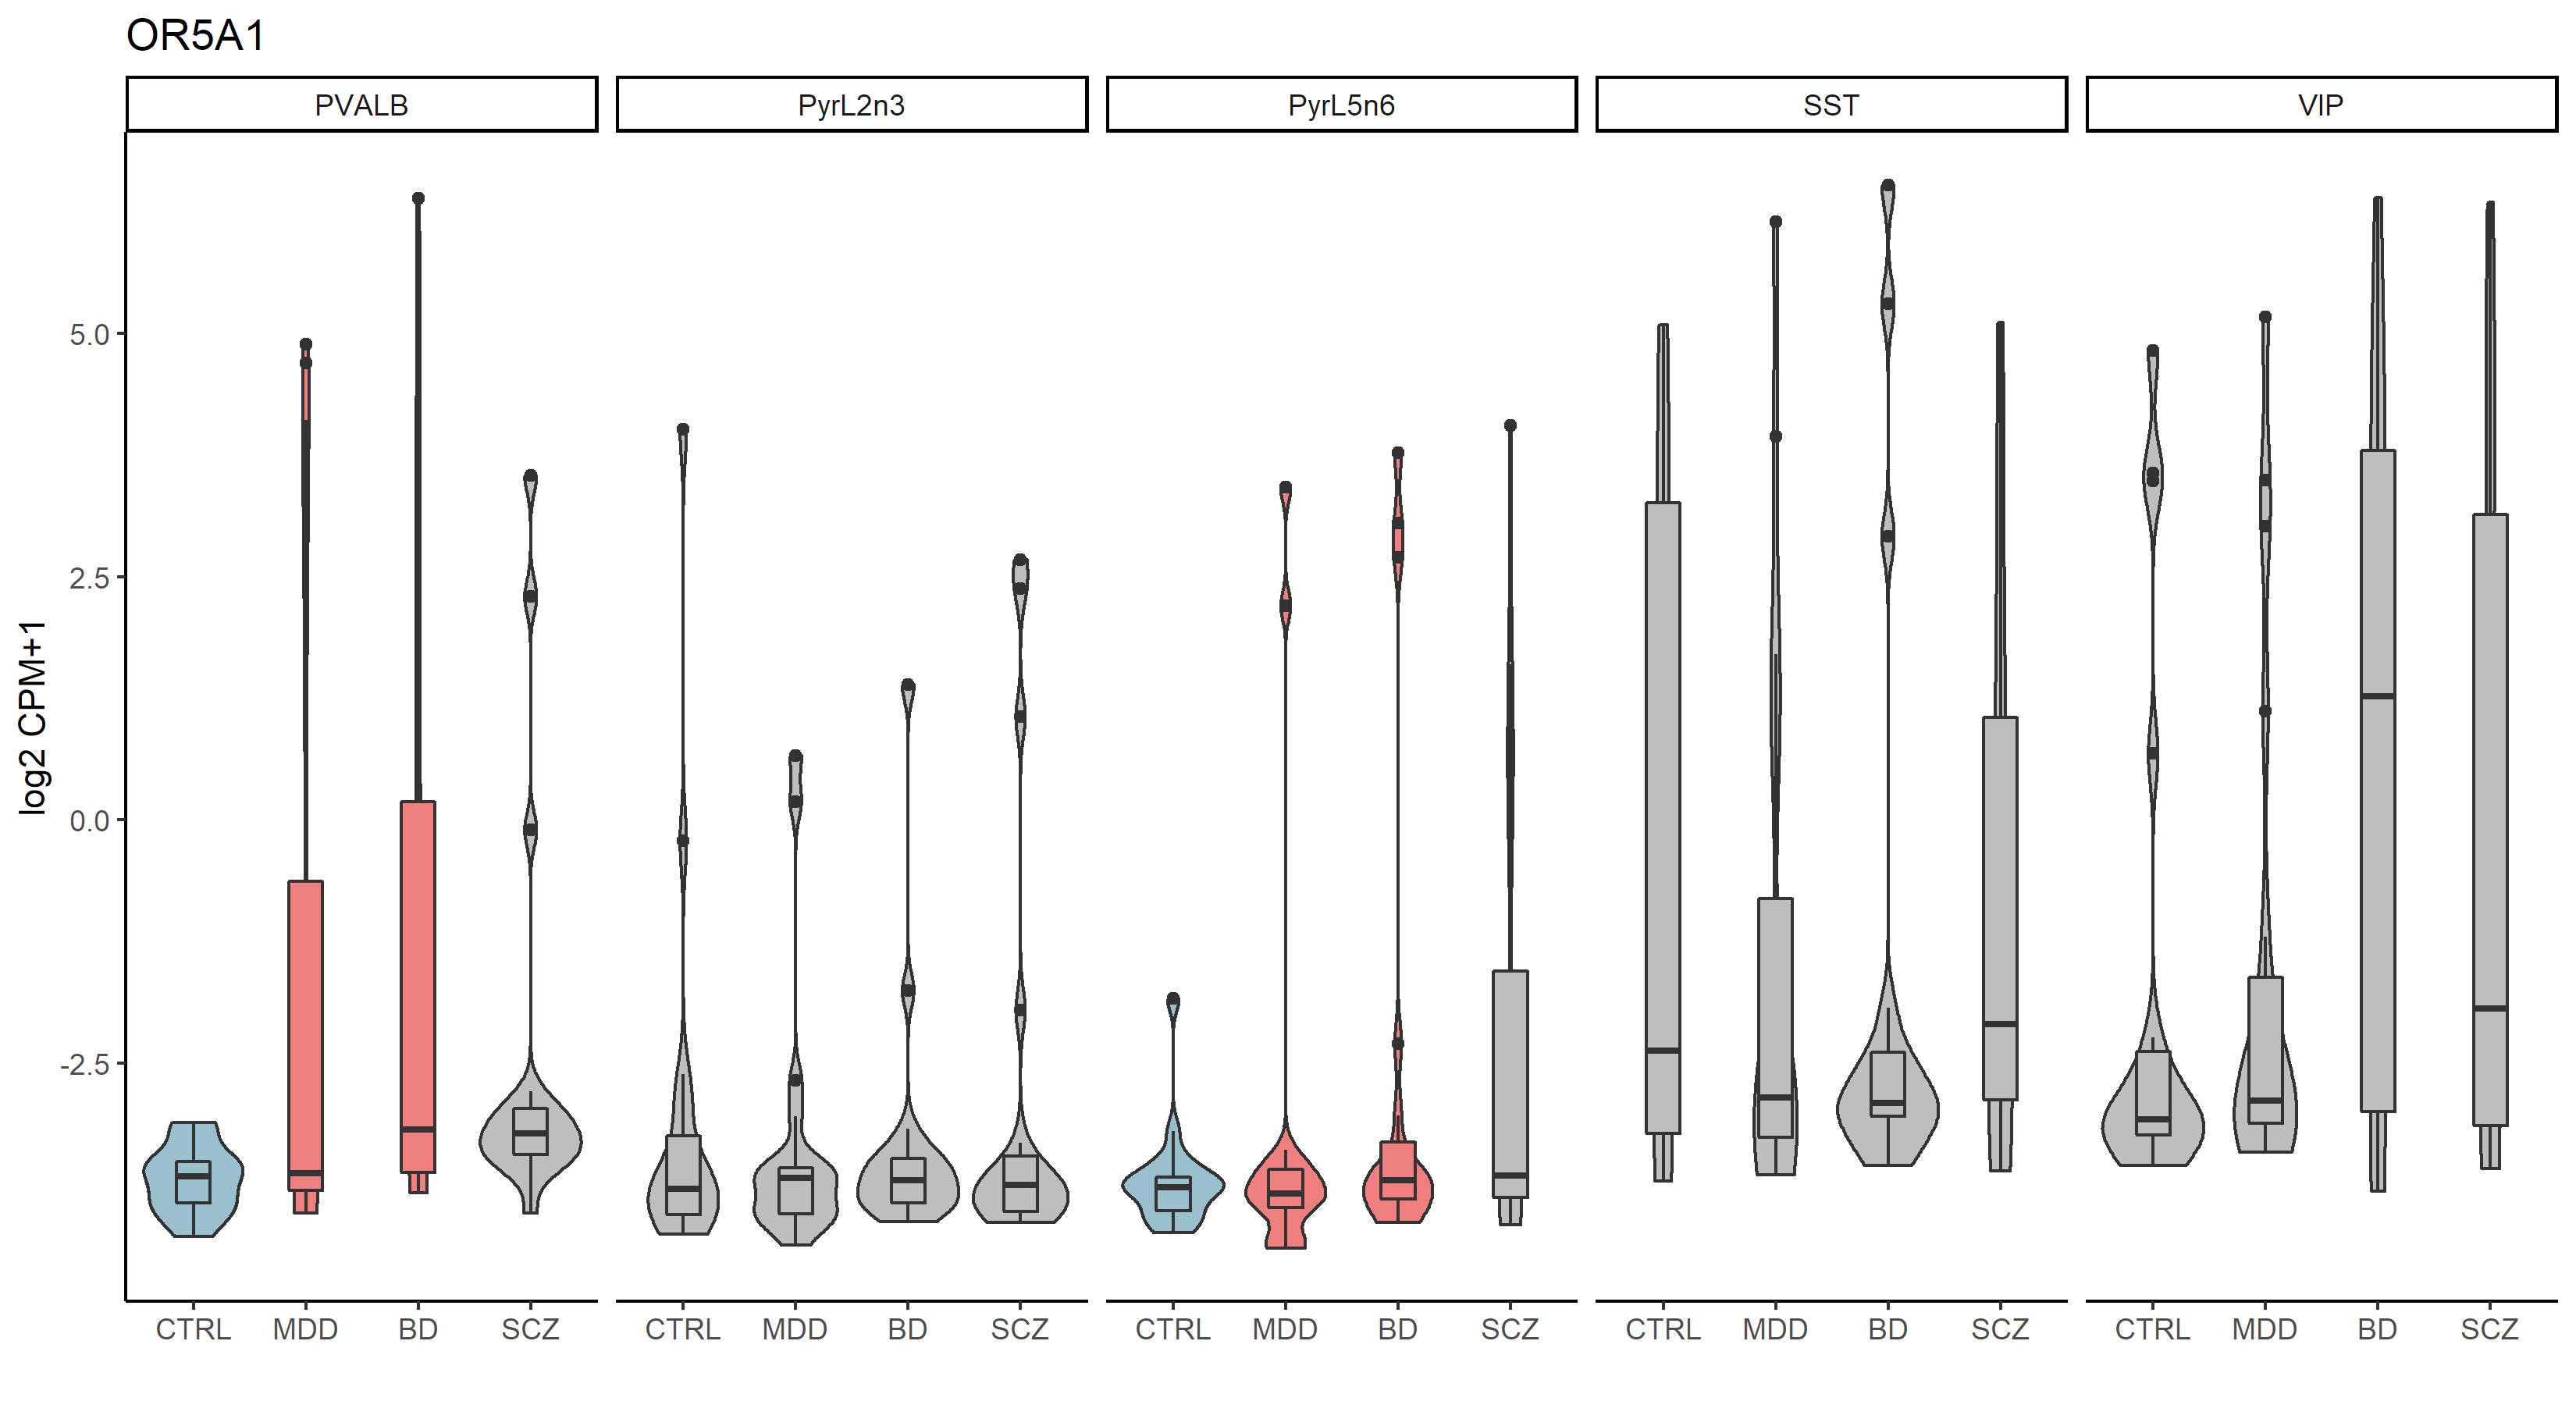 OR5A1
PVALB PyrL2n3 PyrL5n6 SST VIP
log2 CPM+1
5.0
2.5
0.0
-2.5
CTRL MDD BD SCZ CTRL MDD BD SCZ CTRL MDD BD SCZ CTRL MDD BD SCZ CTRL MDD BD SCZ